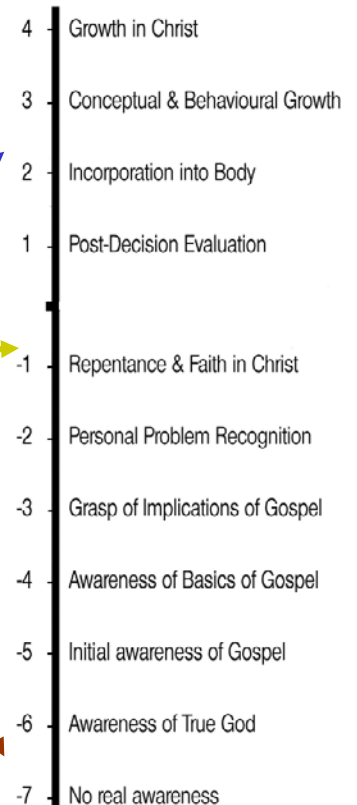 4 Growth in Christ
3 Conceptual & Behavioural Growth
2 Incorporation into Body
1 Post-Decision Evaluation
-1 Repentance & Faith in Christ
-2 Personal Problem Recognition
-3 Grasp of Implications of Gospel
-4 Awareness of Basics of Gospel
-5 Initial awareness of Gospel
-6 Awareness of True God
-7 No real awareness